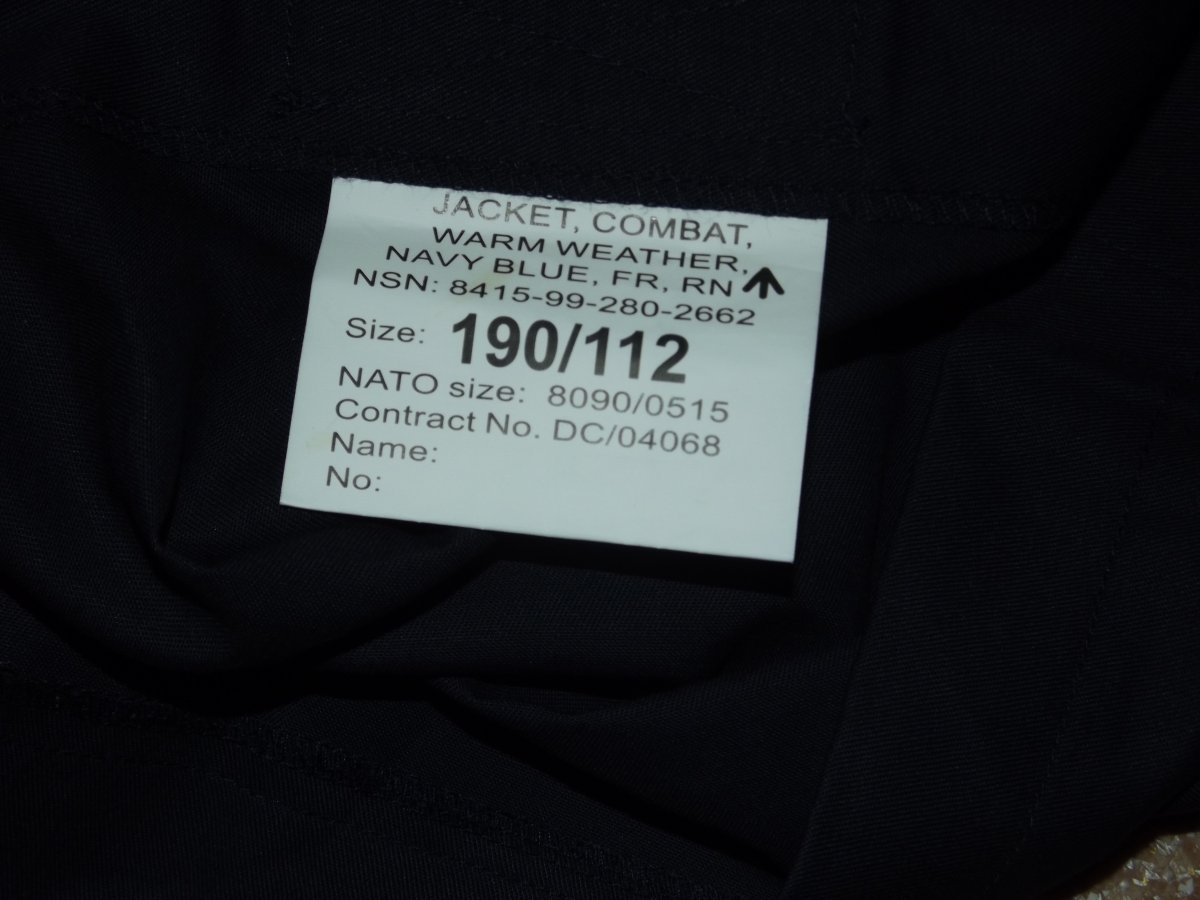 JACKET, COMBAT,
WARM WEATHER,
NAVY BLUE, FR, RN
NSN: 8415-99-280-2662
Size: 190/112
NATO size: 8090/0515
Contract No. DC/04068
Name:
No: